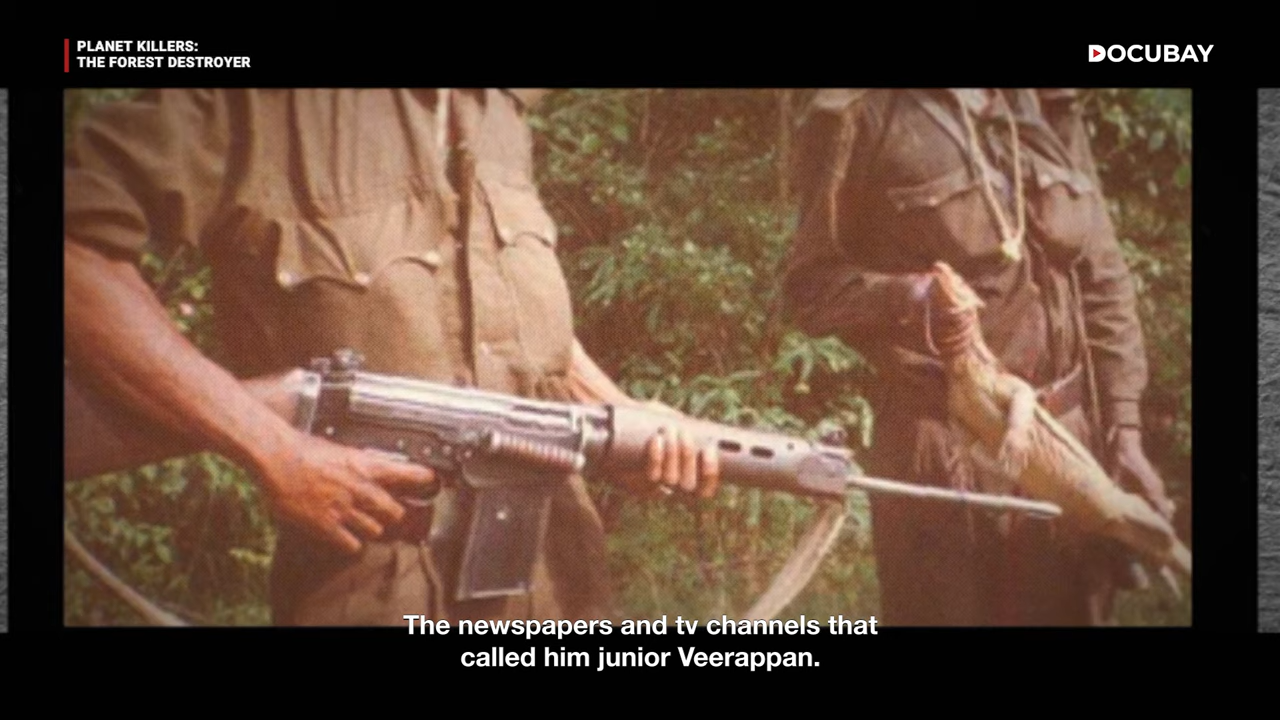 PLANET KILLERS:
THE FOREST DESTROYER
DOCUBAY
The newspapers and tv channels that
called him junior Veerappan.